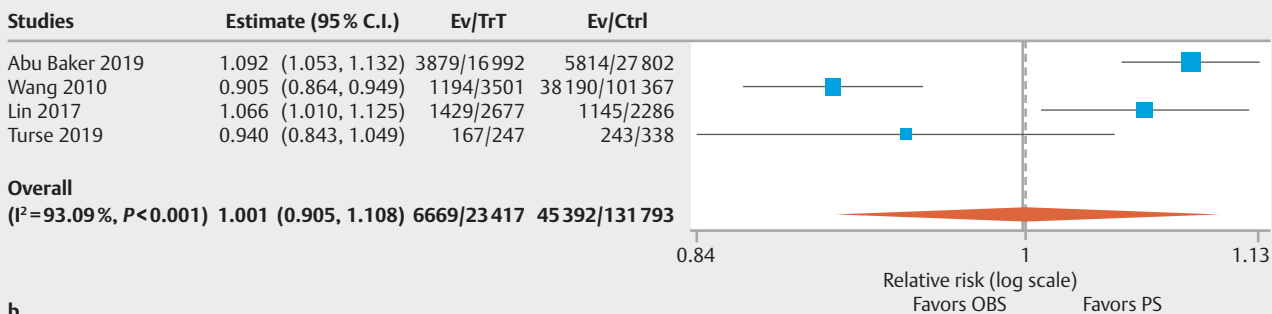 Studies Estimate (95 % C.I.) Ev/TrT Ev/Ctrl
Abu Baker 2019 1.092 (1.053, 1.132) 3879/16 992 5814/27 802
Wang 2010 0.905 (0.864, 0.949) 1194/3501 38 190/101 367
Lin 2017 1.066 (1.010, 1.125) 1429/2677 1145/2286
Turse 2019 0.940 (0.843, 1.049) 167/247 243/338
Overall
(I² = 93.09 %, P < 0.001) 1.001 (0.905, 1.108) 6669/23 417 45 392/131 793
0.84 1 1.13
Relative risk (log scale)
Favors OBS Favors PS
b